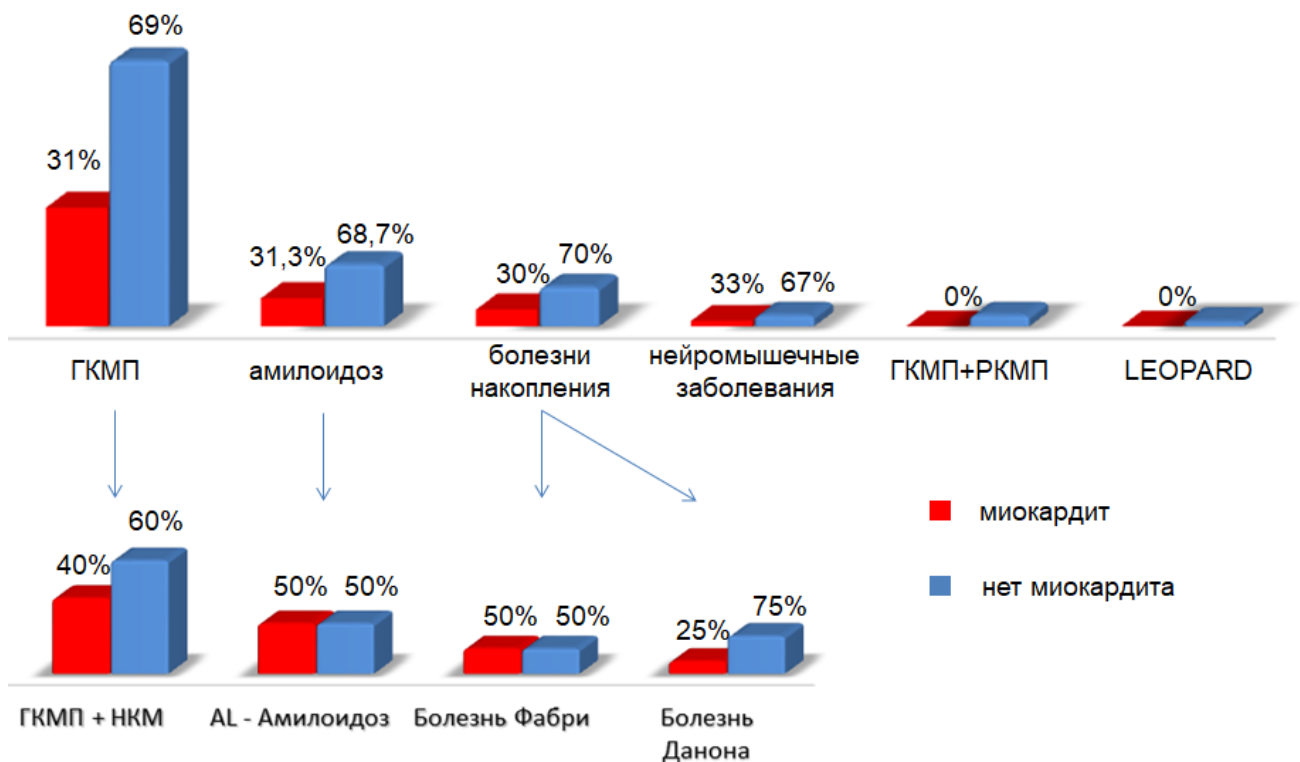 69%
31%
31,3%
68,7%
30%
70%
33%
67%
0%
0%
ГКМП
амилоидоз
болезни
накопления
нейромышечные
заболевания
ГКМП+РКМП
LEOPARD
40%
60%
50%
50%
50%
50%
25%
75%
миокардит
нет миокардита
ГКМП + НКМ
AL - Амилоидоз
Болезнь Фабри
Болезнь
Данона